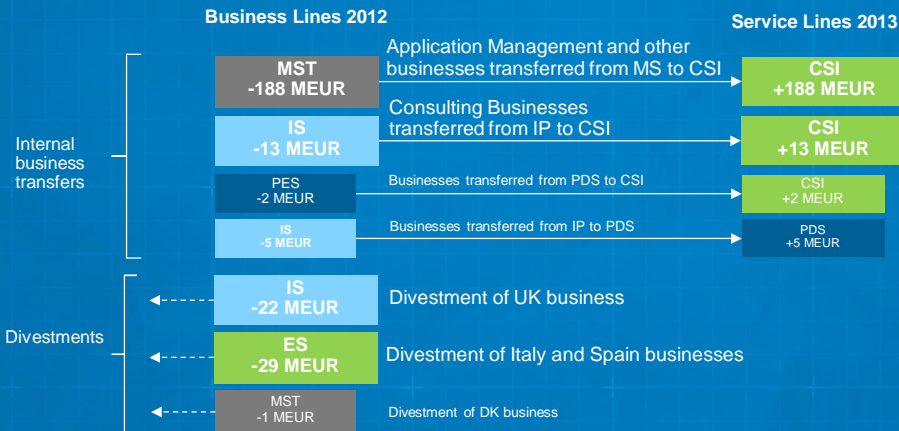 Business Lines 2012
Service Lines 2013
Internal
business
transfers
MST
-188 MEUR
Application Management and other
businesses transferred from MS to CSI
CSI
+188 MEUR
IS
-13 MEUR
Consulting Businesses
transferred from IP to CSI
CSI
+13 MEUR
PES
-2 MEUR
Businesses transferred from PDS to CSI
CSI
+2 MEUR
IS
-5 MEUR
Businesses transferred from IP to PDS
PDS
+5 MEUR
Divestments
IS
-22 MEUR
Divestment of UK business
ES
-29 MEUR
Divestment of Italy and Spain businesses
MST
-1 MEUR
Divestment of DK business